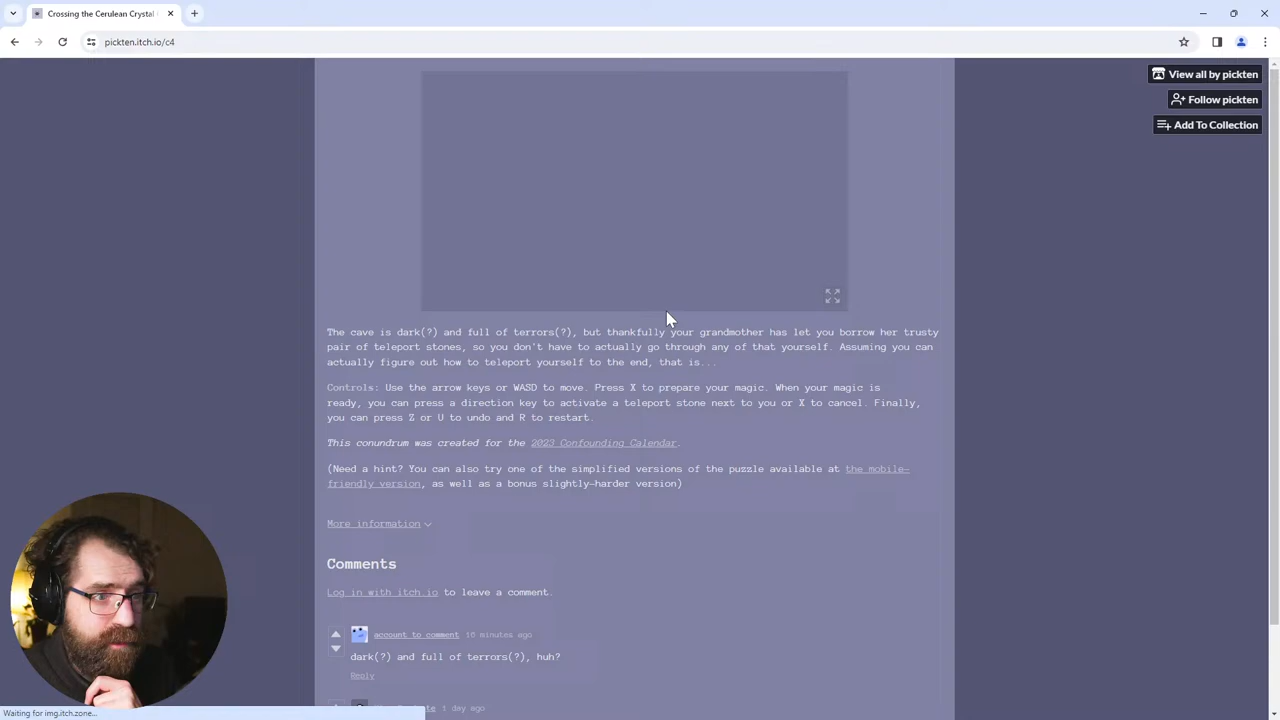 Crossing the Cerulean Crystal
pickten.itch.io/c4
View all by pickten
Follow pickten
Add To Collection
The cave is dark(?) and full of terrors(?), but thankfully your grandmother has let you borrow her trusty
pair of teleport stones, so you don't have to actually go through any of that yourself. Assuming you can
actually figure out how to teleport yourself to the end, that is...
Controls: Use the arrow keys or WASD to move. Press X to prepare your magic. When your magic is
ready, you can press a direction key to activate a teleport stone next to you or X to cancel. Finally,
you can press Z or U to undo and R to restart.
This conundrum was created for the 2023 Confounding Calendar.
(Need a hint? You can also try one of the simplified versions of the puzzle available at the mobile-
friendly version, as well as a bonus slightly-harder version)
More information
Comments
Log in with itch.io to leave a comment.
account to comment 16 minutes ago
dark(?) and full of terrors(?), huh?
Reply
1 day ago
Waiting for img.itch.zone...